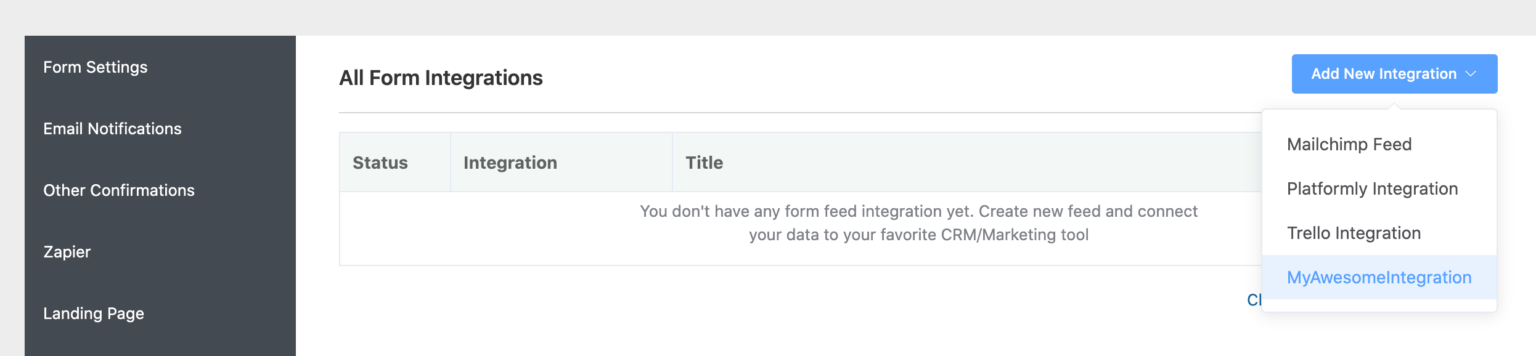 Form Settings
Email Notifications
Other Confirmations
Zapier
Landing Page
All Form Integrations
Add New Integration
Status
Integration
Title
You don't have any form feed integration yet. Create new feed and connect
your data to your favorite CRM/Marketing tool
Mailchimp Feed
Platformly Integration
Trello Integration
MyAwesomeIntegration